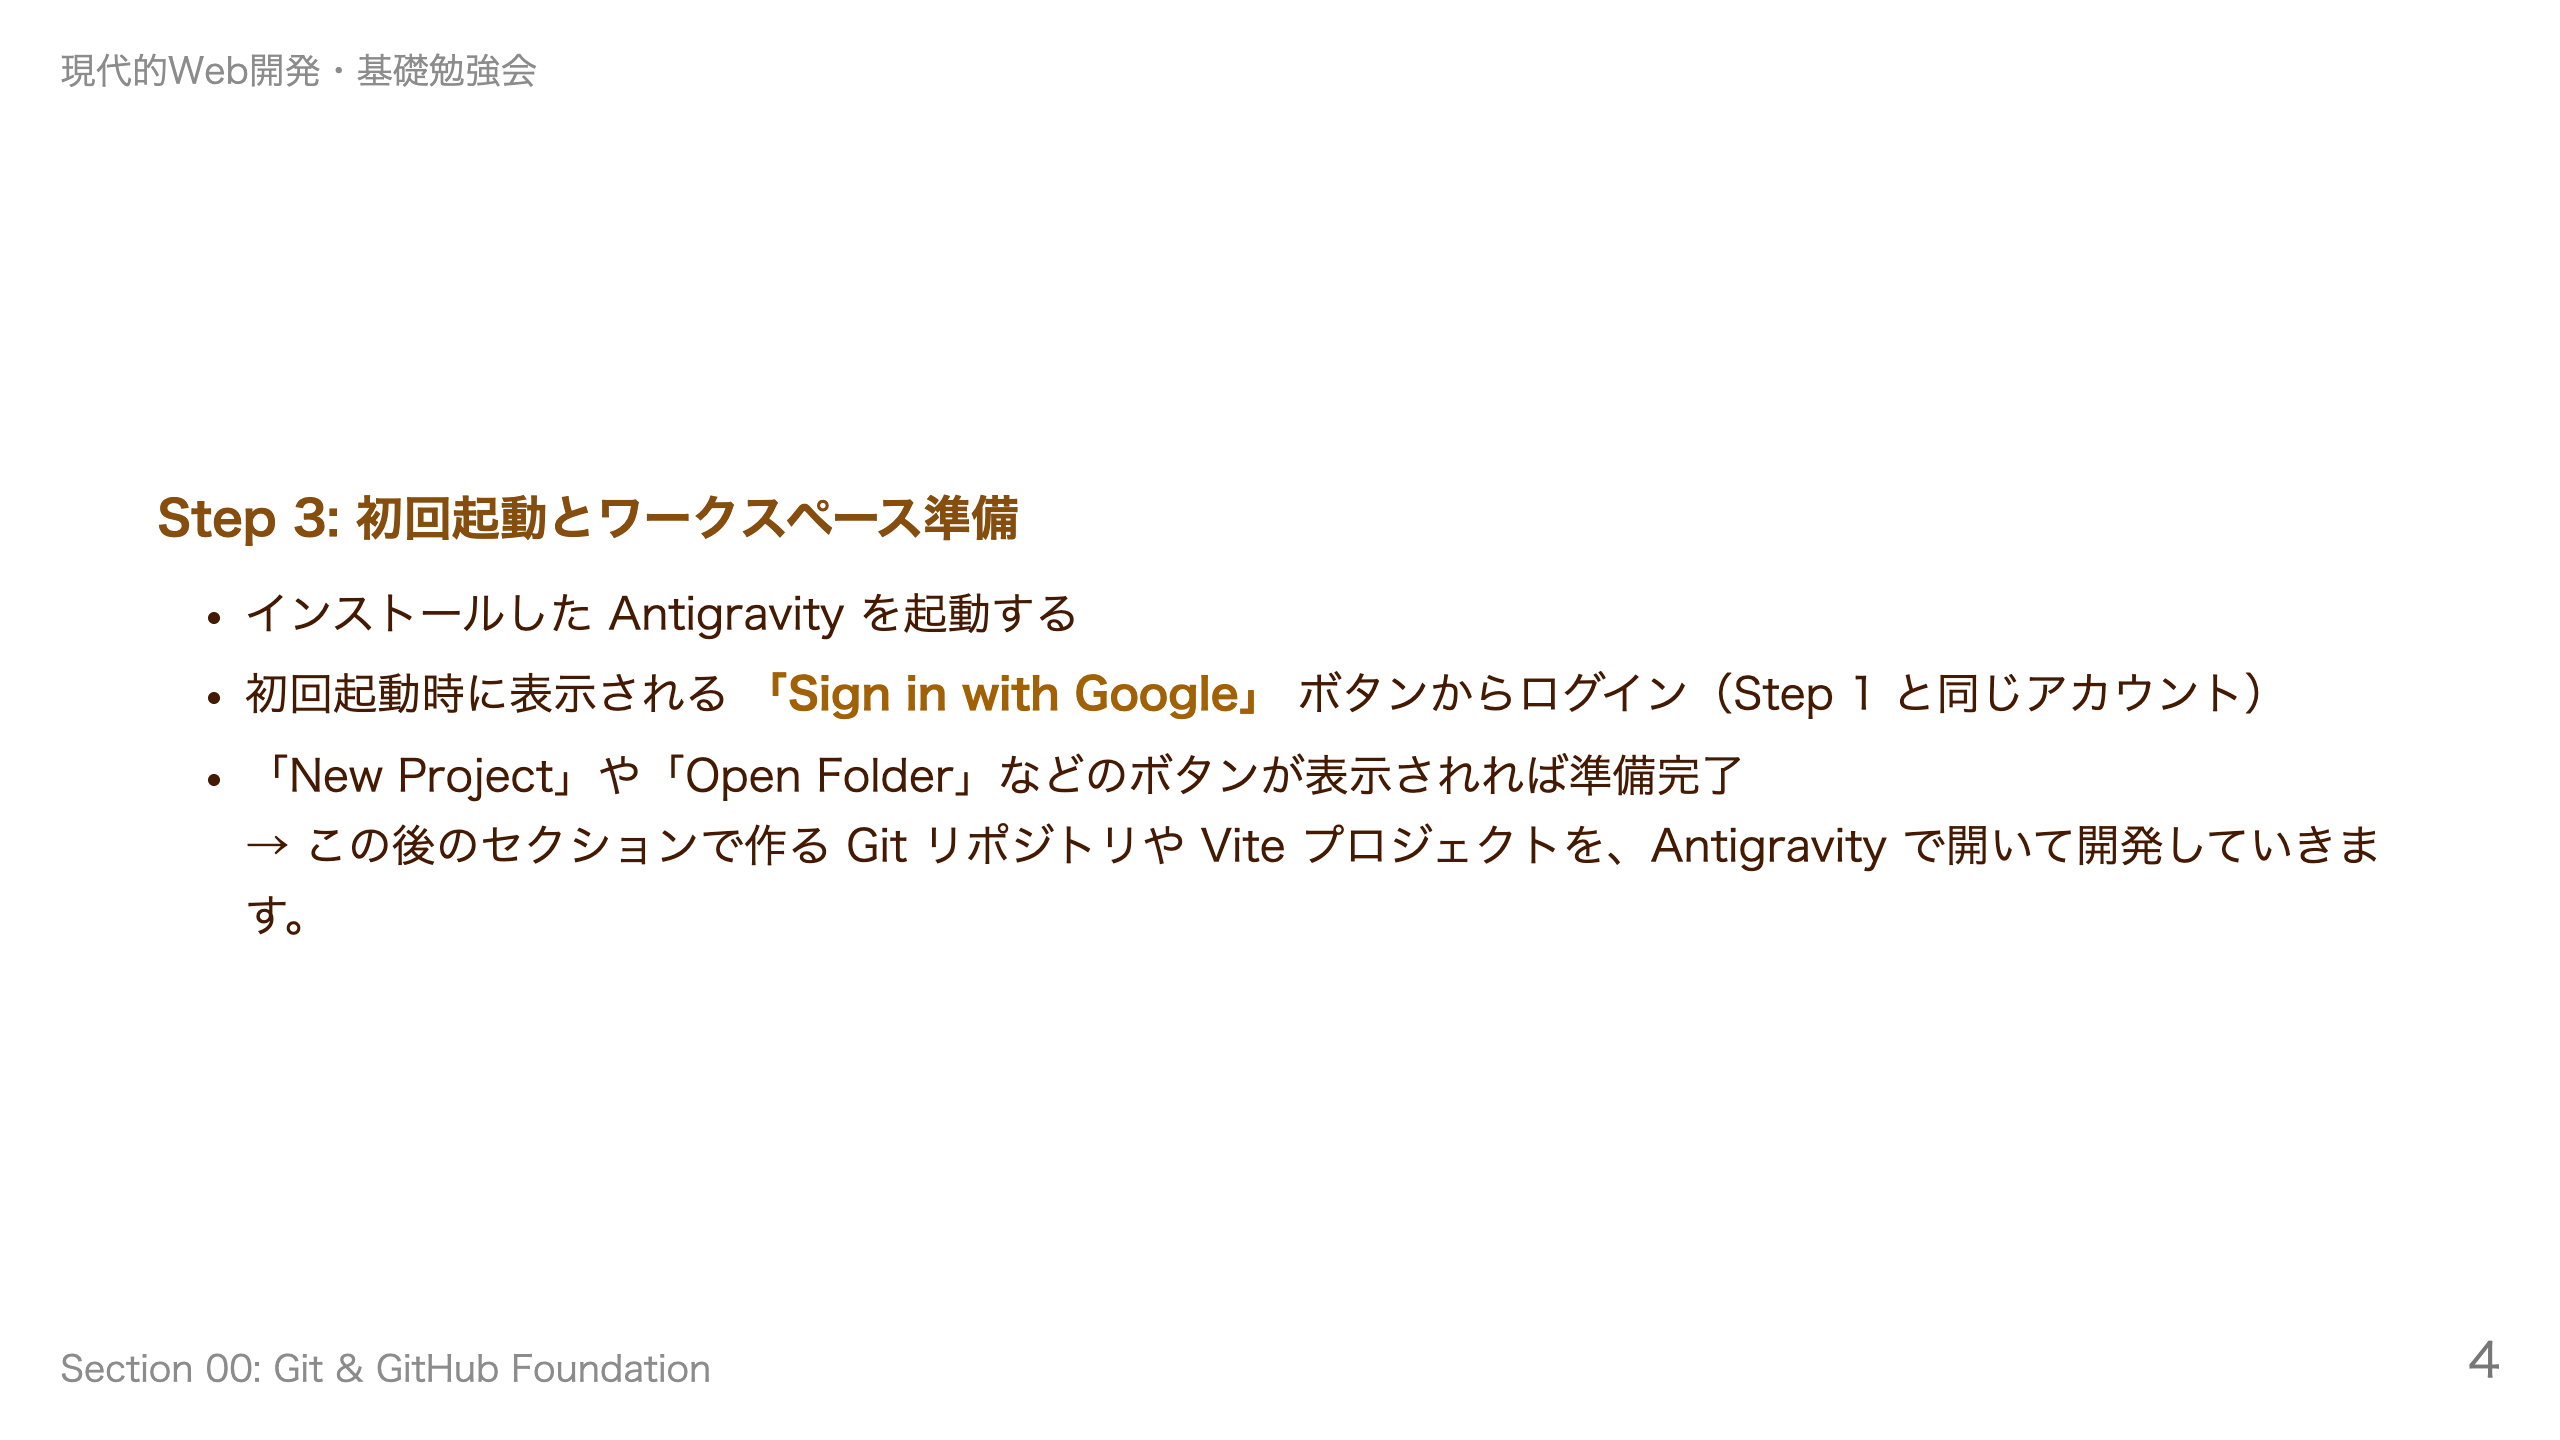 現代的Web開発・基礎勉強会
Step 3: 初回起動とワークスペース準備
• インストールした Antigravity を起動する
• 初回起動時に表示される 「Sign in with Google」 ボタンからログイン（Step 1 と同じアカウント）
• 「New Project」や「Open Folder」などのボタンが表示されれば準備完了
→ この後のセクションで作る Git リポジトリや Vite プロジェクトを、Antigravity で開いて開発していきま
す。
Section 00: Git & GitHub Foundation
4